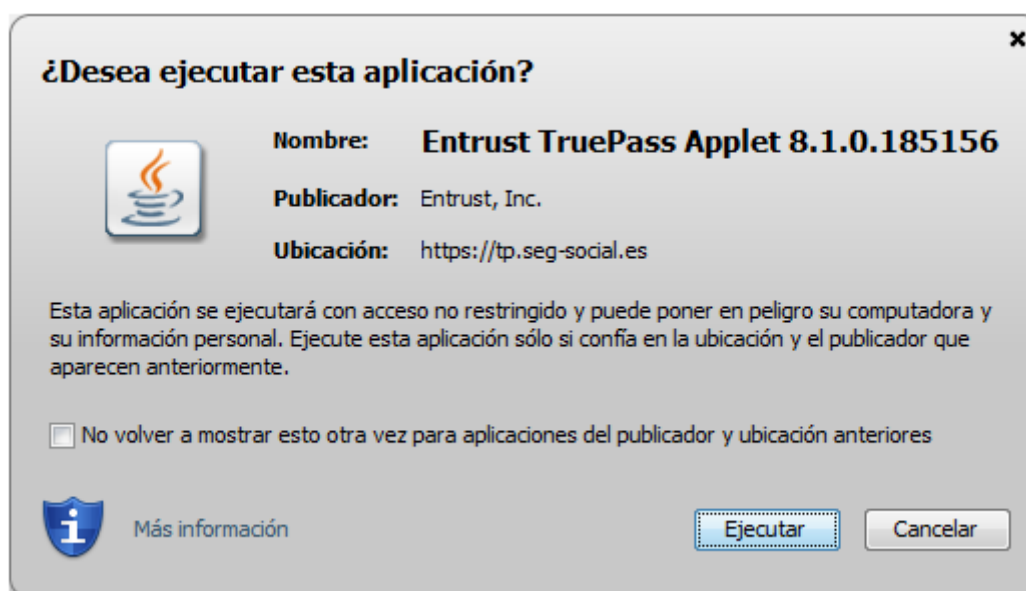 ¿Desea ejecutar esta aplicación?
Nombre: Entrust TruePass Applet 8.1.0.185156
Publicador: Entrust, Inc.
Ubicación: https://tp.seg-social.es
Esta aplicación se ejecutará con acceso no restringido y puede poner en peligro su computadora y
su información personal. Ejecute esta aplicación sólo si confía en la ubicación y el publicador que
aparecen anteriormente.
No volver a mostrar esto otra vez para aplicaciones del publicador y ubicación anteriores
Más información
Ejecutar
Cancelar